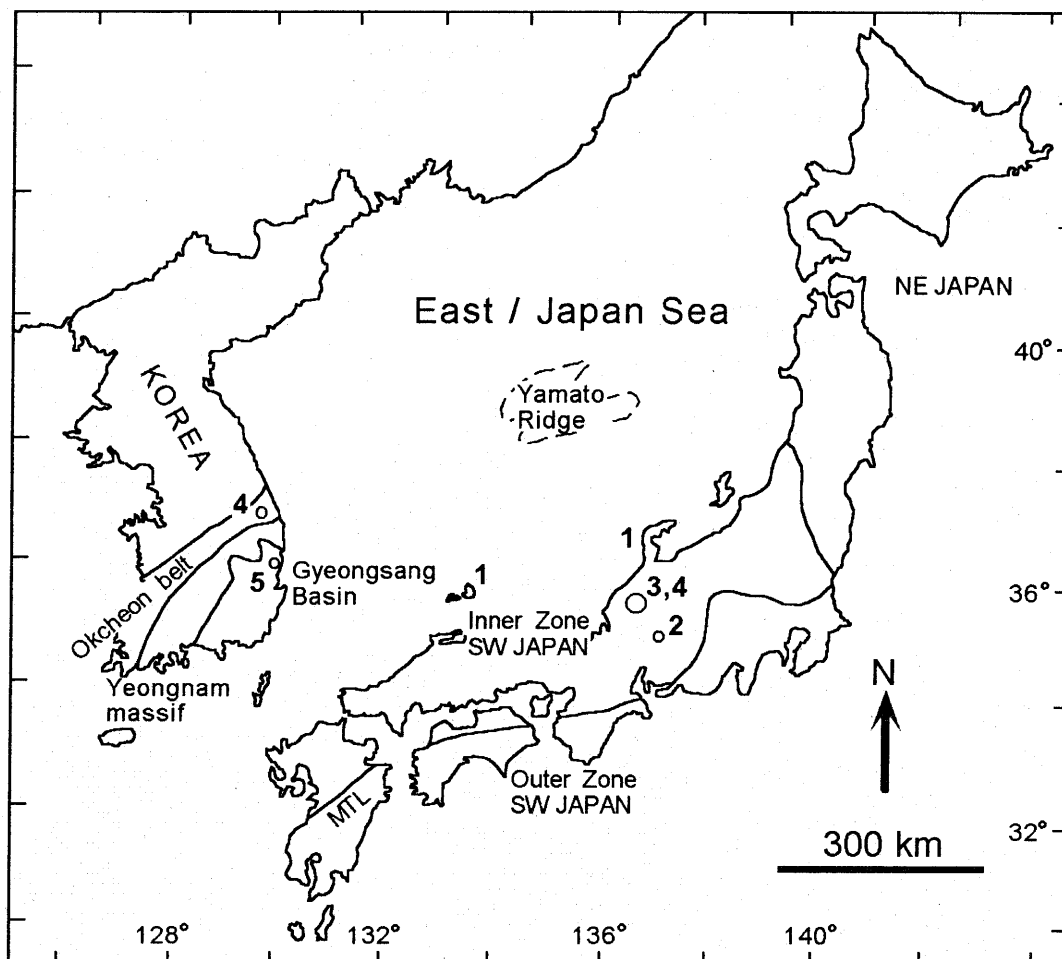 NE JAPAN
East / Japan Sea
40°
KOREA
Yamato
Ridge
4
1
5
Gyeongsang
Basin
1
3,4
36°
Okcheon belt
Inner Zone
SW JAPAN
2
Yeongnam
massif
N
Outer Zone
SW JAPAN
MTL
32°
300 km
128°
132°
136°
140°